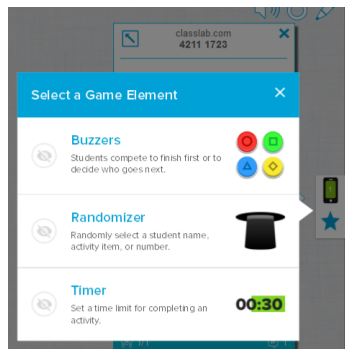 classlab.com
4211 1723
Select a Game Element
Buzzers
Students compete to finish first or to
decide who goes next.
Randomizer
Randomly select a student name,
activity item, or number.
Timer
Set a time limit for completing an
activity.
00:30
1